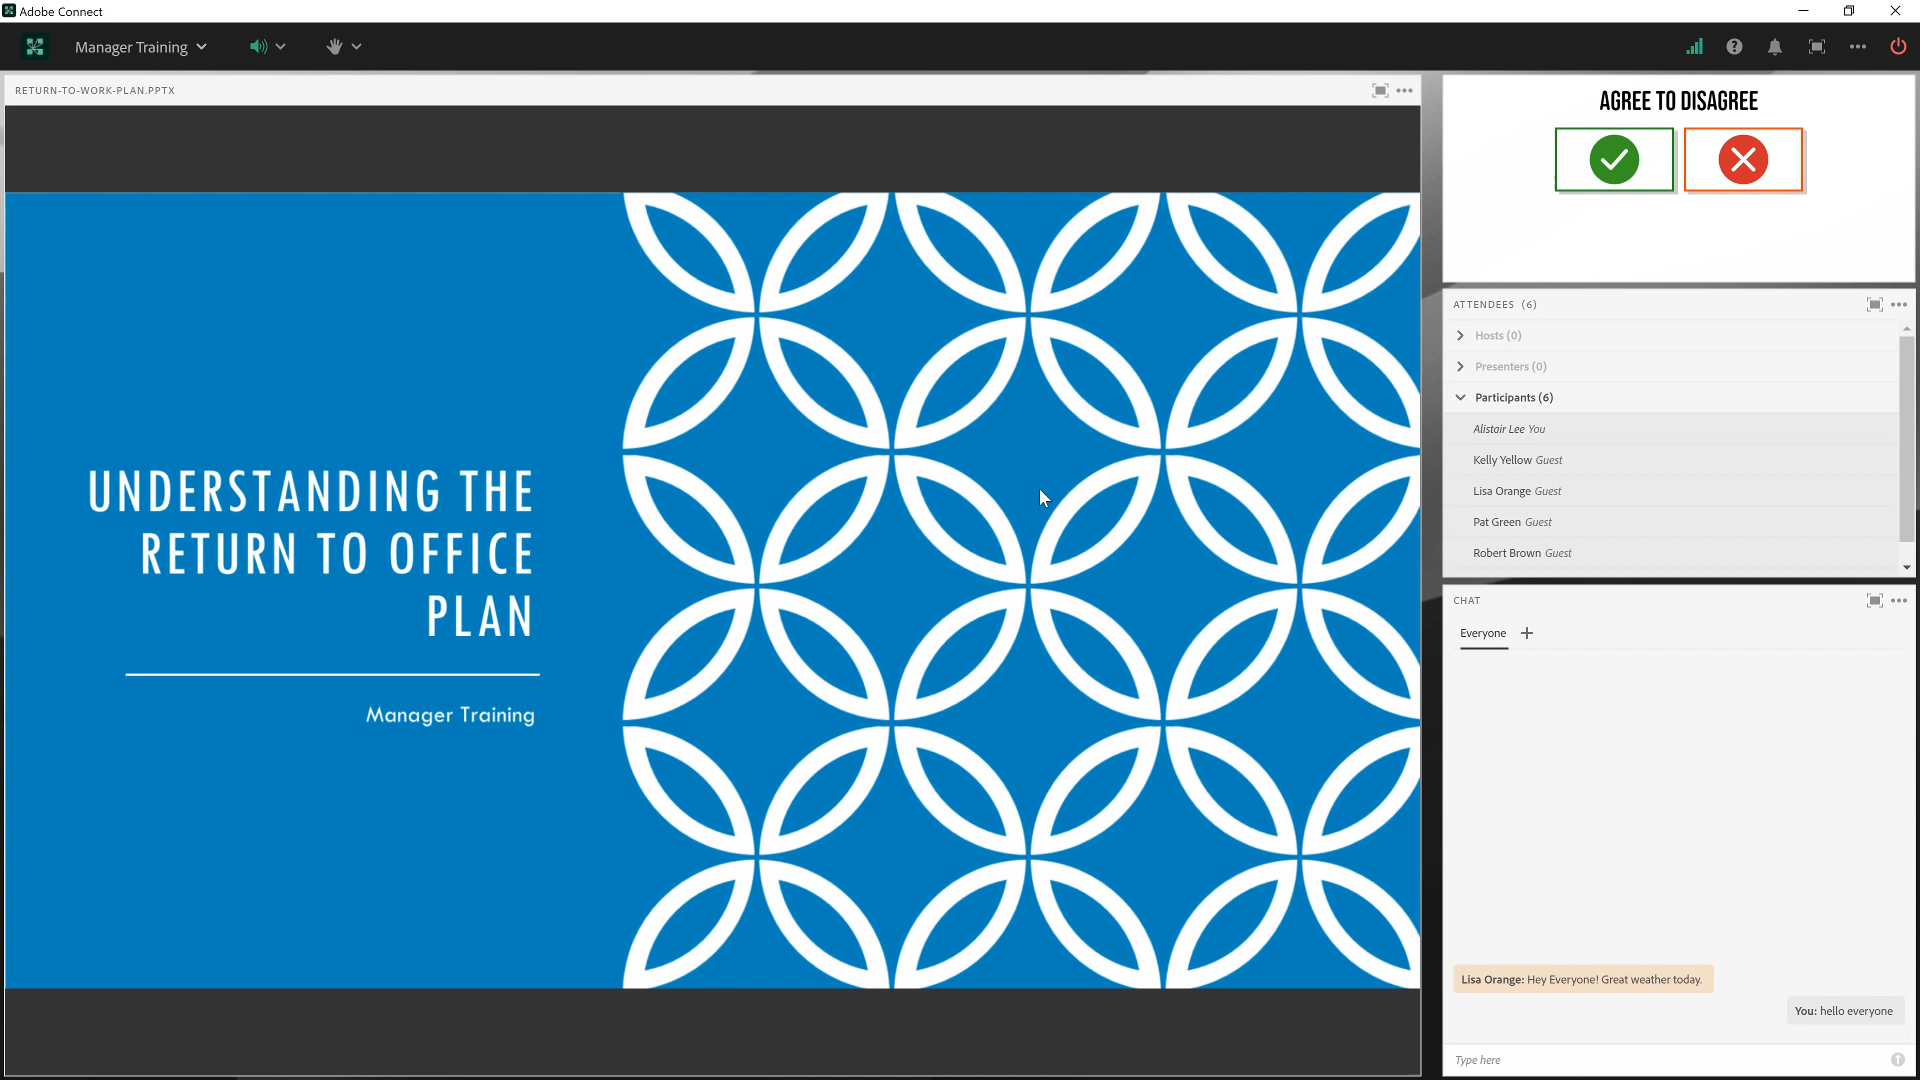 Adobe Connect
Manager Training
RETURN-TO-WORK-PLAN.PPTX
UNDERSTANDING THE
RETURN TO OFFICE
PLAN
Manager Training
AGREE TO DISAGREE
ATTENDEES (6)
Hosts (0)
Presenters (0)
Participants (6)
Alistair Lee You
Kelly Yellow Guest
Lisa Orange Guest
Pat Green Guest
Robert Brown Guest
CHAT
Everyone
Lisa Orange: Hey Everyone! Great weather today.
You: hello everyone
Type here